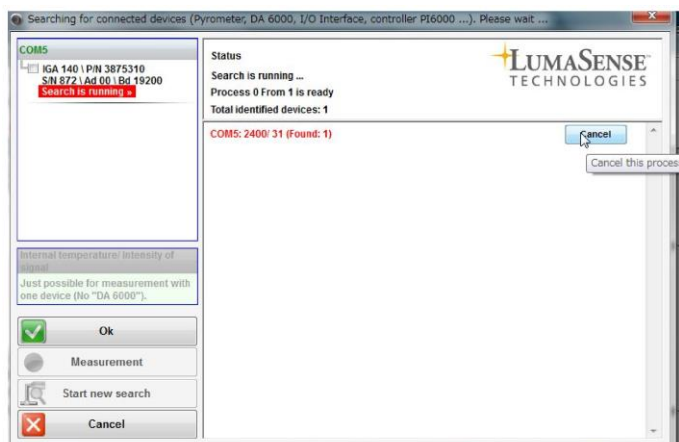 Searching for connected devices (Pyrometer, DA 6000, I/O Interface, controller PI6000 ...). Please wait ...
COM5
IGA 140 \ P/N 3875310
S/N 872 \ Ad 00 \ Bd 19200
Search is running »
Status
Search is running ...
Process 0 From 1 is ready
Total identified devices: 1
LUMASENSE
TECHNOLOGIES
COM5: 2400/ 31 (Found: 1)
Cancel
Cancel this proces
Internal temperature/ Intensity of
signal
Just possible for measurement with
one device (No "DA 6000").
Ok
Measurement
Start new search
Cancel